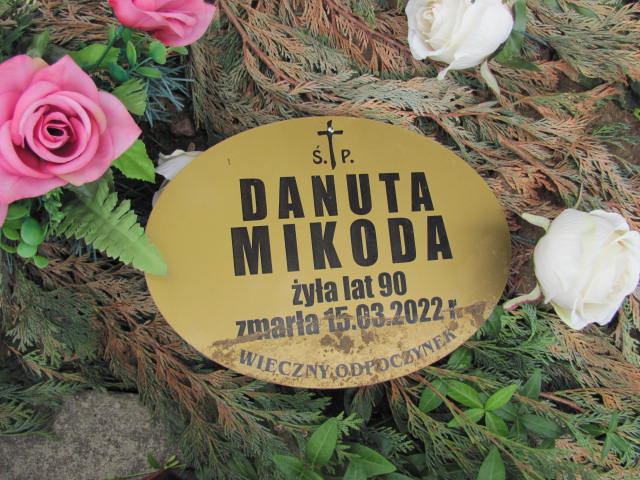 Ś. P.
DANUTA
MIKODA
żyła lat 90
zmarła 15.03.2022 r.
WIECZNY ODPOCZYNEK